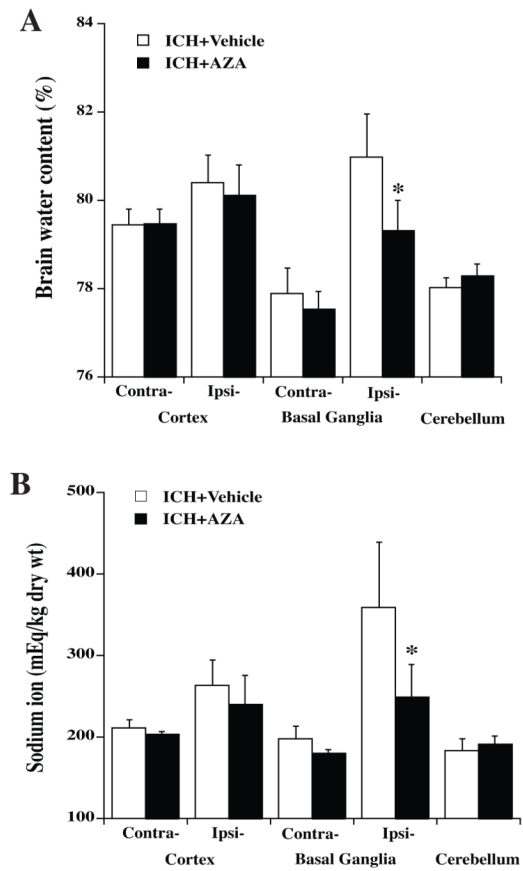 A
Brain water content (%)
84
82
80
78
76
ICH+Vehicle
ICH+AZA
*
Contra- Ipsi- Contra- Ipsi-
Cortex Basal Ganglia Cerebellum
B
Sodium ion (mEq/kg dry wt)
500
400
300
200
100
ICH+Vehicle
ICH+AZA
*
Contra- Ipsi- Contra- Ipsi-
Cortex Basal Ganglia Cerebellum